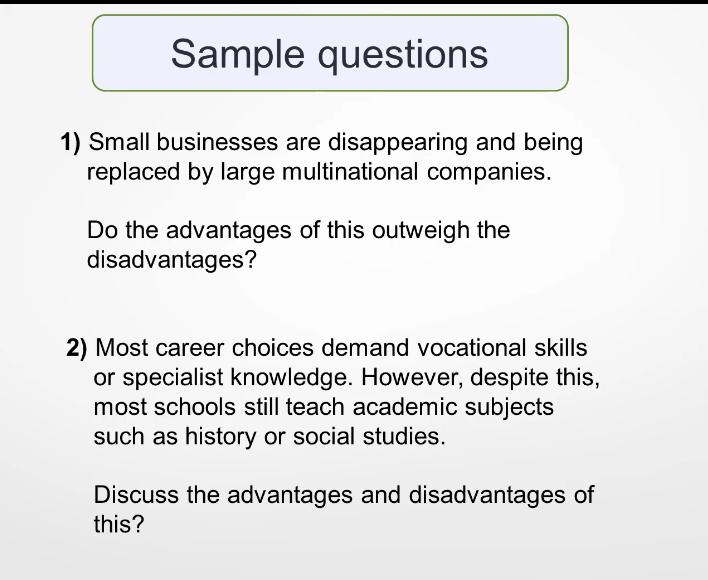 Sample questions
1) Small businesses are disappearing and being
replaced by large multinational companies.
Do the advantages of this outweigh the
disadvantages?
2) Most career choices demand vocational skills
or specialist knowledge. However, despite this,
most schools still teach academic subjects
such as history or social studies.
Discuss the advantages and disadvantages of
this?